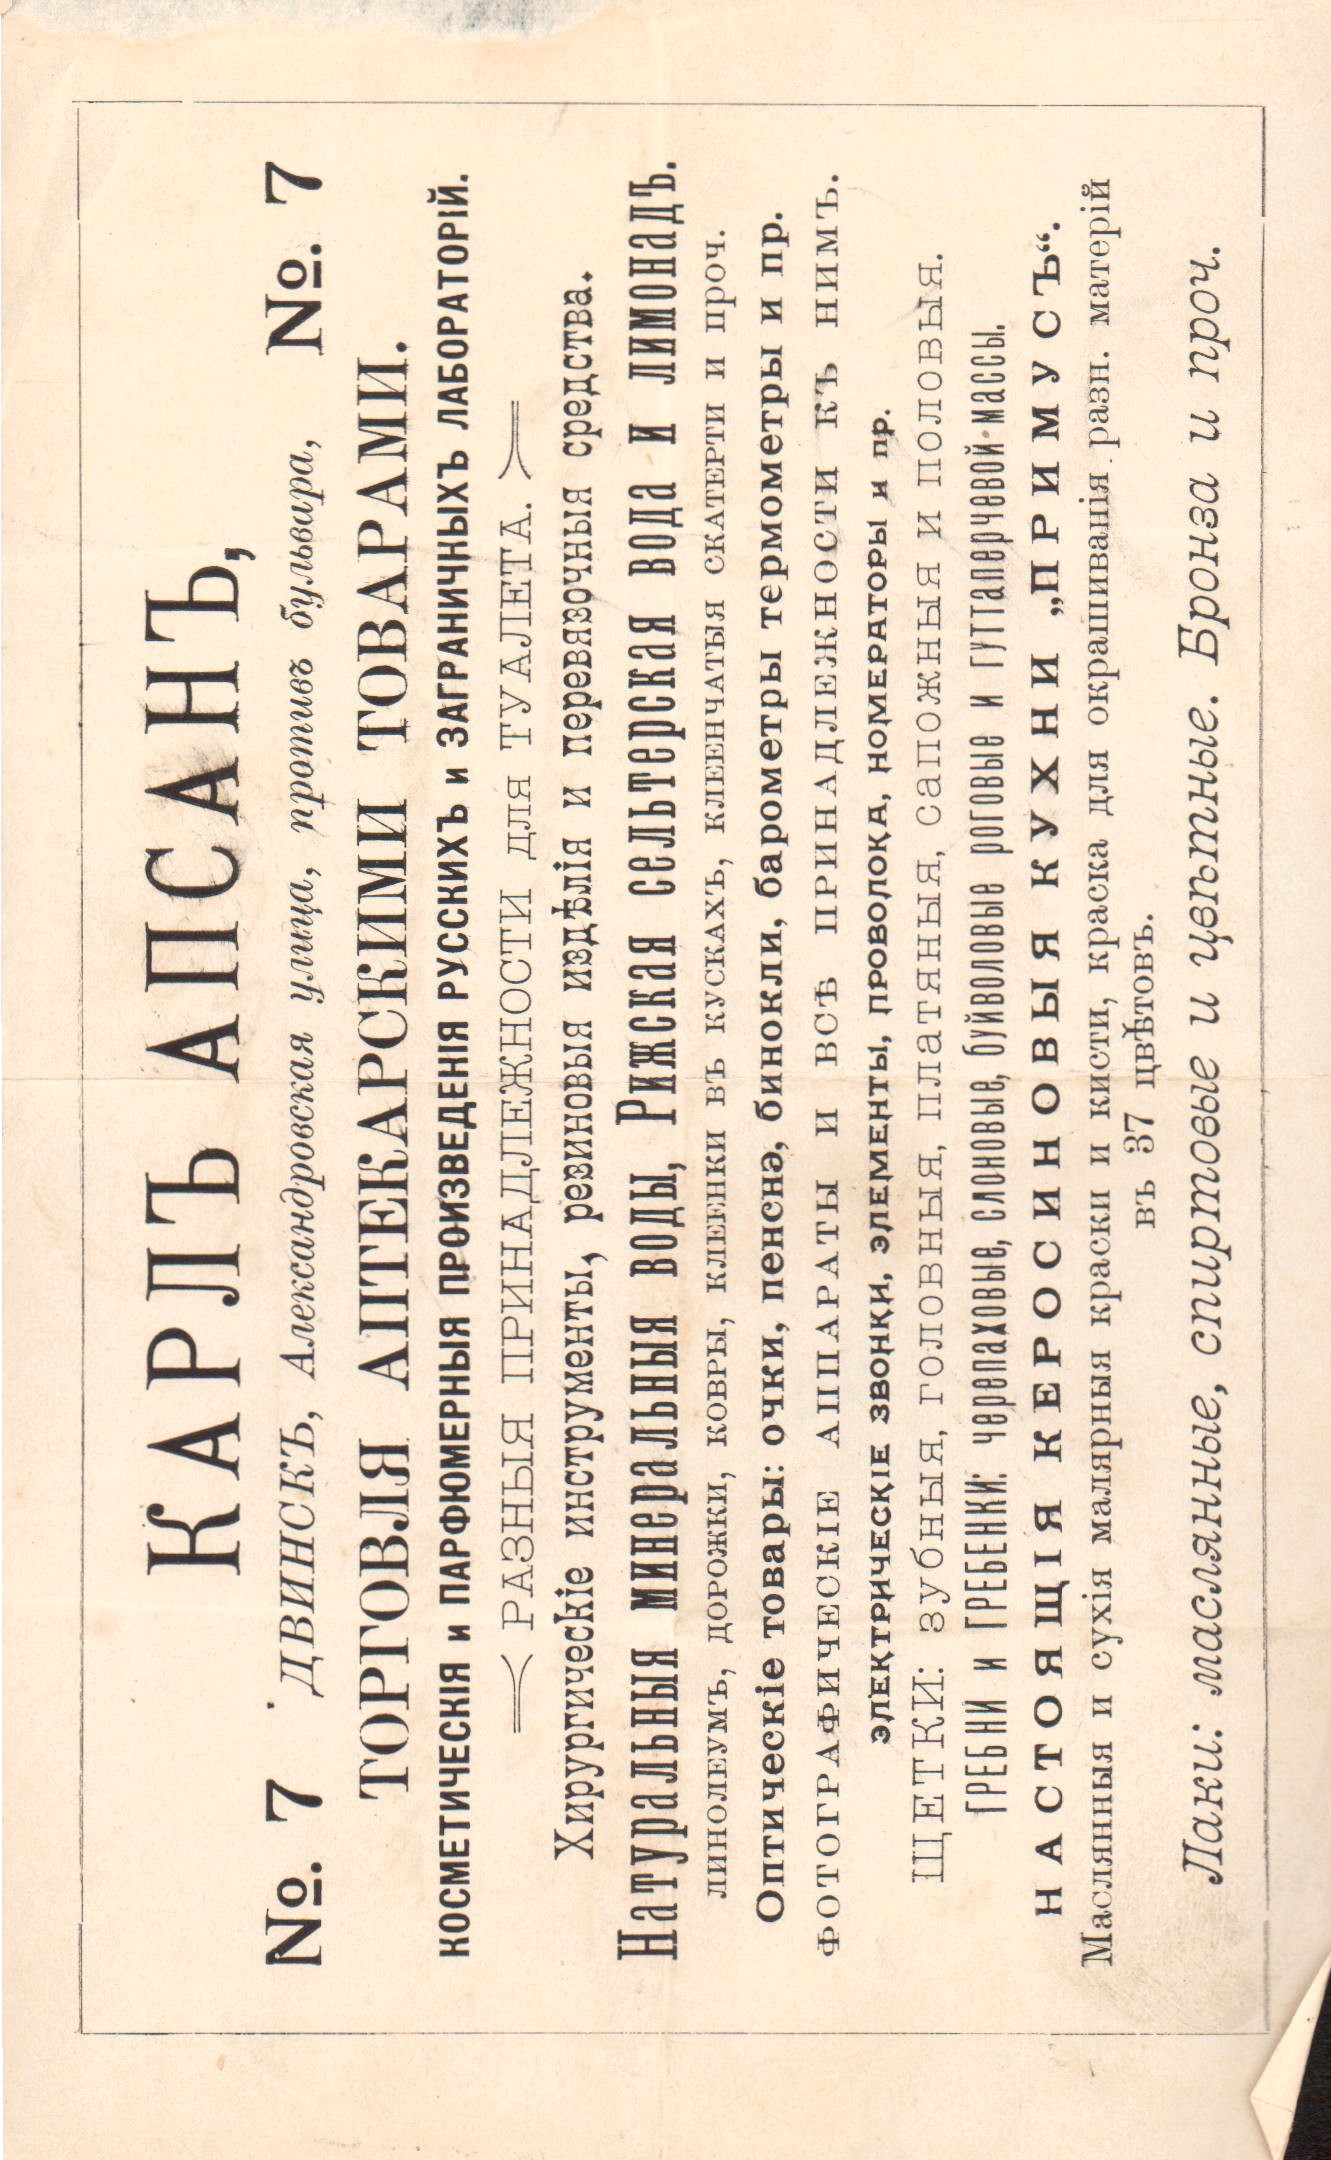 КАРЛЪ АПСАНЪ,
№. 7 ДВИНСКЪ, Александровская улица, противъ бульвара, №. 7
ТОРГОВЛЯ АПТЕКАРСКИМИ ТОВАРАМИ.
КОСМЕТИЧЕСКІЯ и ПАРФЮМЕРНЫЯ ПРОИЗВЕДЕНІЯ РУССКИХЪ и ЗАГРАНИЧНЫХЪ ЛАБОРАТОРІЙ.
РАЗНЫЯ ПРИНАДЛЕЖНОСТИ для ТУАЛЕТА.
Хирургическіе инструменты, резиновыя издѣлія и перевязочныя средства.
Натуральныя минеральныя воды, Рижская сельтерская вода и лимонадъ.
ЛИНОЛЕУМЪ, ДОРОЖКИ, КОВРЫ, КЛЕЕНКИ ВЪ КУСКАХЪ, КЛЕЕНЧАТЫЯ СКАТЕРТИ И ПРОЧ.
Оптическіе товары: очки, пенснэ, бинокли, барометры термометры и пр.
ФОТОГРАФИЧЕСКІЕ АППАРАТЫ И ВСѢ ПРИНАДЛЕЖНОСТИ КЪ НИМЪ.
ЭЛЕКТРИЧЕСКІЕ ЗВОНКИ, ЭЛЕМЕНТЫ, ПРОВОЛОКА, НОМЕРАТОРЫ и пр.
ЩЕТКИ: зубныя, головныя, платяныя, сапожныя и половыя.
ГРЕБНИ И ГРЕБЕНКИ: черепаховые, слоновые, буйволовые роговые и гутталерчевой массы.
НАСТОЯЩІЯ КЕРОСИНОВЫЯ КУХНИ „ПРИМУСЪ“.
Маслянныя и сухія малярныя краски и кисти, краска для окрашиванія разн. матерій
въ 37 цвѣтовъ.
Лаки: маслянные, спиртовые и цвѣтные. Бронза и проч.